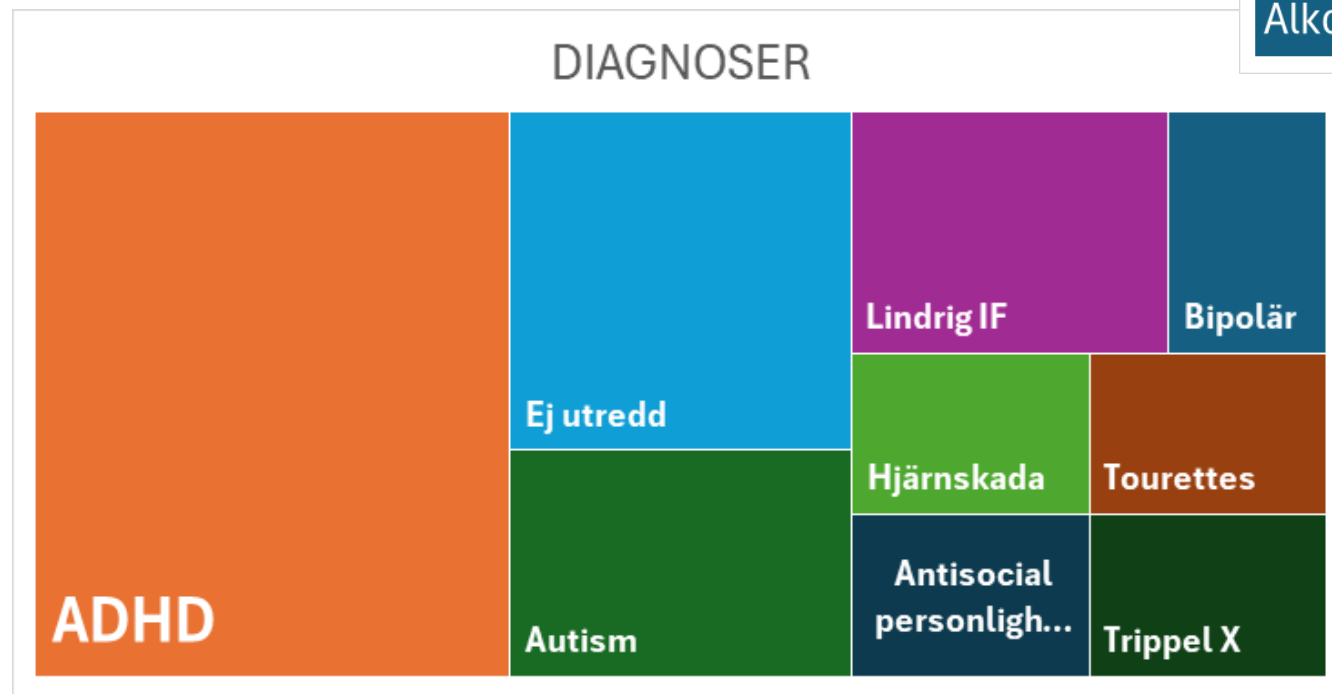 DIAGNOSER
ADHD
Ej utredd
Autism
Lindrig IF
Bipolär
Hjärnskada
Tourettes
Antisocial
personligh...
Trippel X